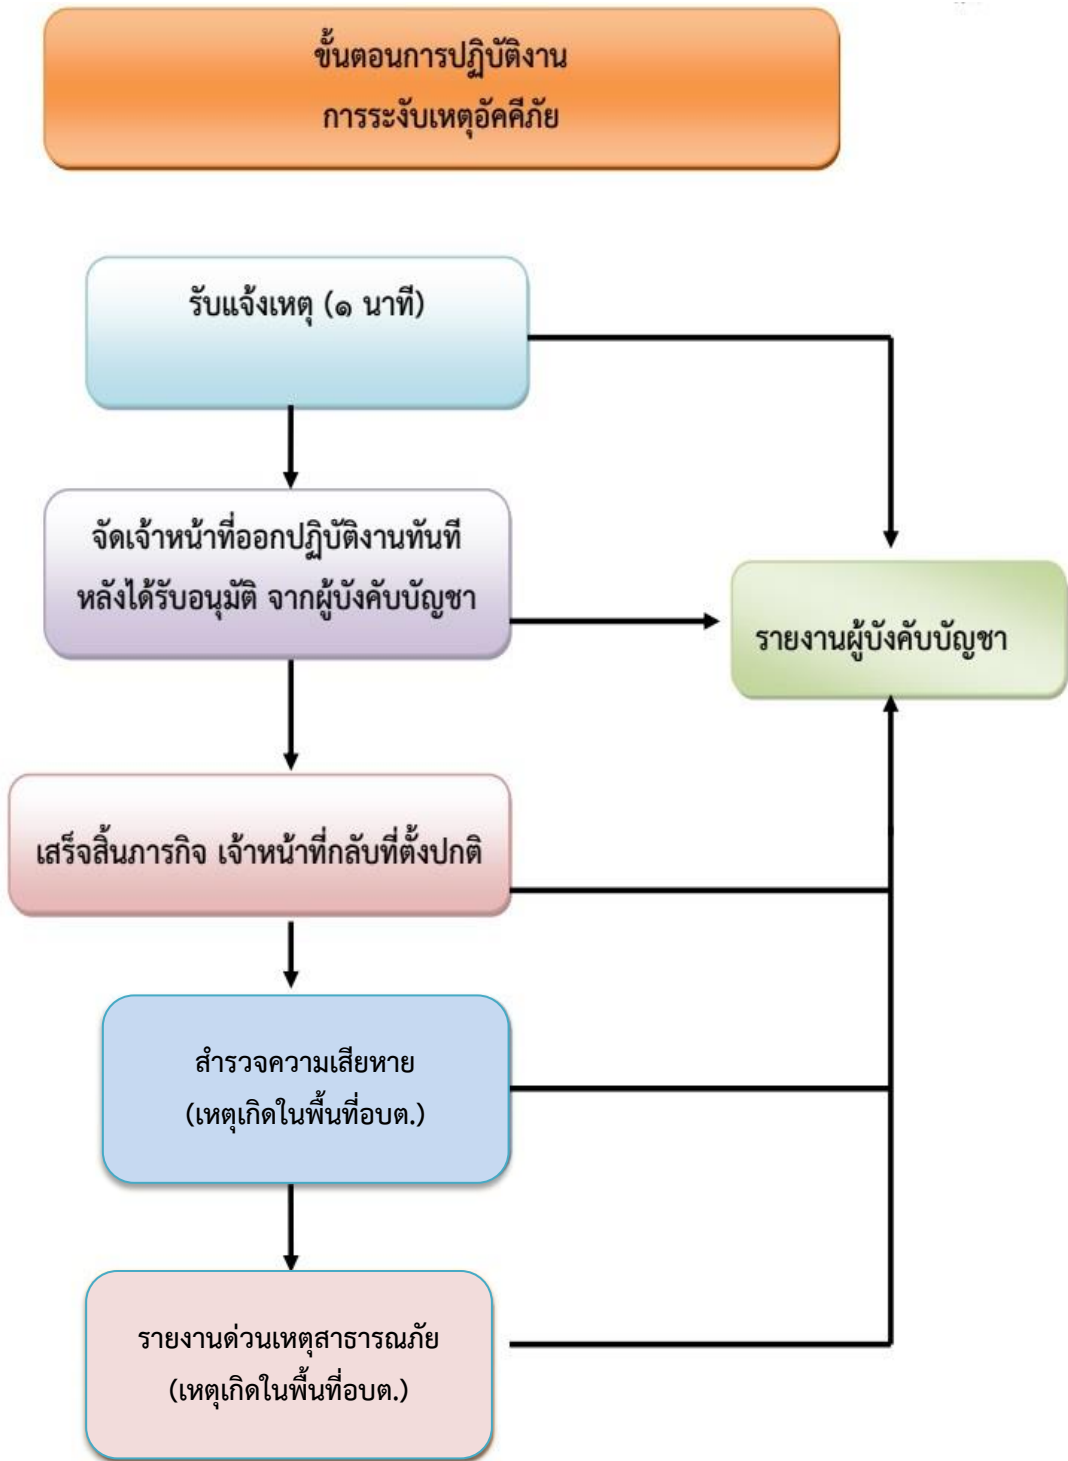 ขั้นตอนการปฏิบัติงาน
การระงับเหตุอัคคีภัย
รับแจ้งเหตุ (๑ นาที)
จัดเจ้าหน้าที่ออกปฏิบัติงานทันที
หลังได้รับอนุมัติ จากผู้บังคับบัญชา
รายงานผู้บังคับบัญชา
เสร็จสิ้นภารกิจ เจ้าหน้าที่กลับที่ตั้งปกติ
สำรวจความเสียหาย
(เหตุเกิดในพื้นที่อบต.)
รายงานด่วนเหตุสาธารณภัย
(เหตุเกิดในพื้นที่อบต.)